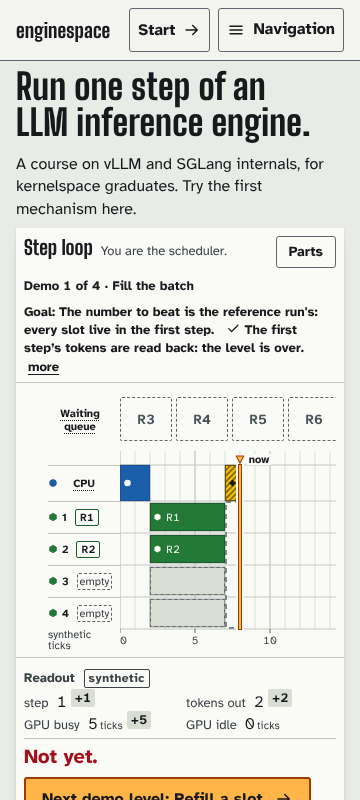 enginespace
Start →
Navigation
Run one step of an
LLM inference engine.
A course on vLLM and SGLang internals, for
kernelspace graduates. Try the first
mechanism here.
Step loop You are the scheduler.
Parts
Demo 1 of 4 · Fill the batch
Goal: The number to beat is the reference run's:
every slot live in the first step. ✓ The first
step's tokens are read back: the level is over.
more
Waiting
queue
R3 R4 R5 R6
now
CPU
1 R1 R1
2 R2 R2
3 empty
4 empty
synthetic
ticks
0 5 10
Readout synthetic
step 1 +1 tokens out 2 +2
GPU busy 5 ticks +5 GPU idle 0 ticks
Not yet.
Next demo level: Refill a slot →